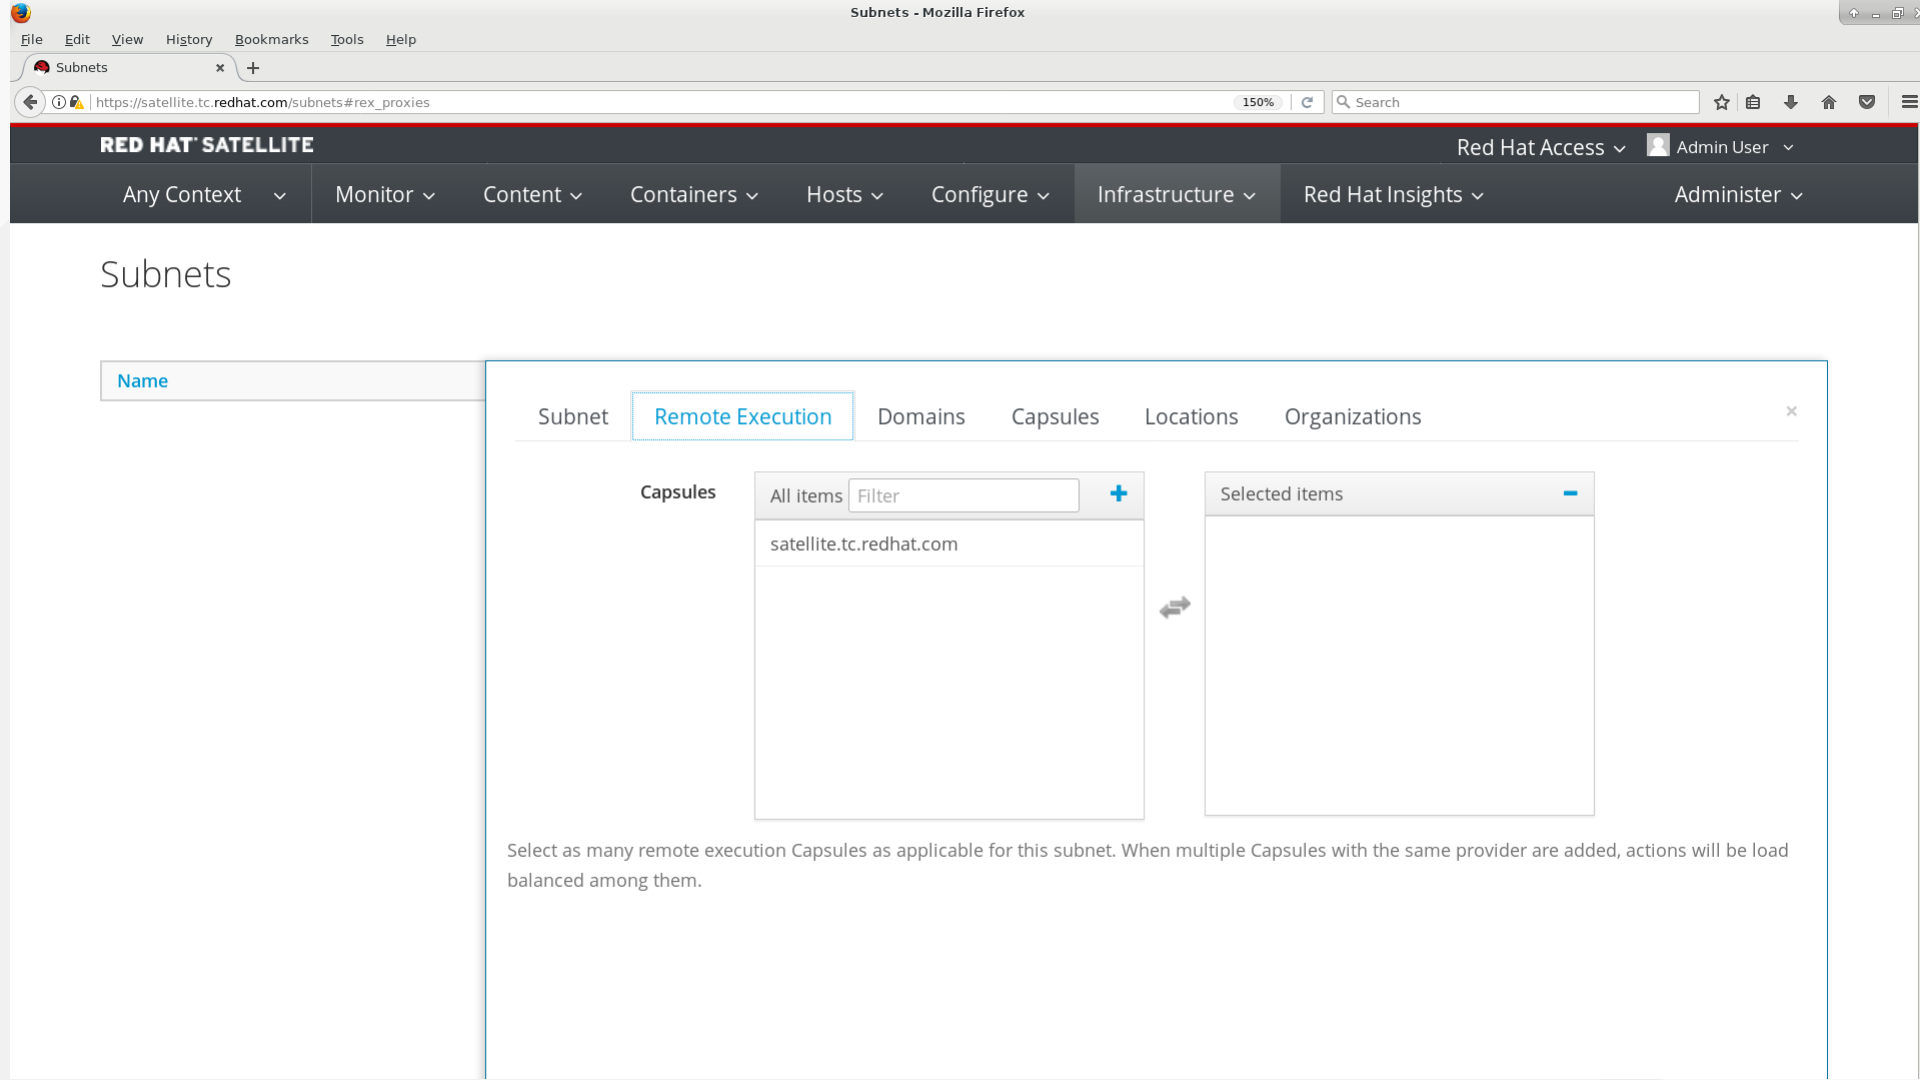 Subnets - Mozilla Firefox
File Edit View History Bookmarks Tools Help
Subnets
https://satellite.tc.redhat.com/subnets#rex_proxies 150% Search
RED HAT SATELLITE Red Hat Access Admin User
Any Context Monitor Content Containers Hosts Configure Infrastructure Red Hat Insights Administer
Subnets
Name
Subnet Remote Execution Domains Capsules Locations Organizations ×
Capsules All items Filter Selected items
satellite.tc.redhat.com
Select as many remote execution Capsules as applicable for this subnet. When multiple Capsules with the same provider are added, actions will be load
balanced among them.